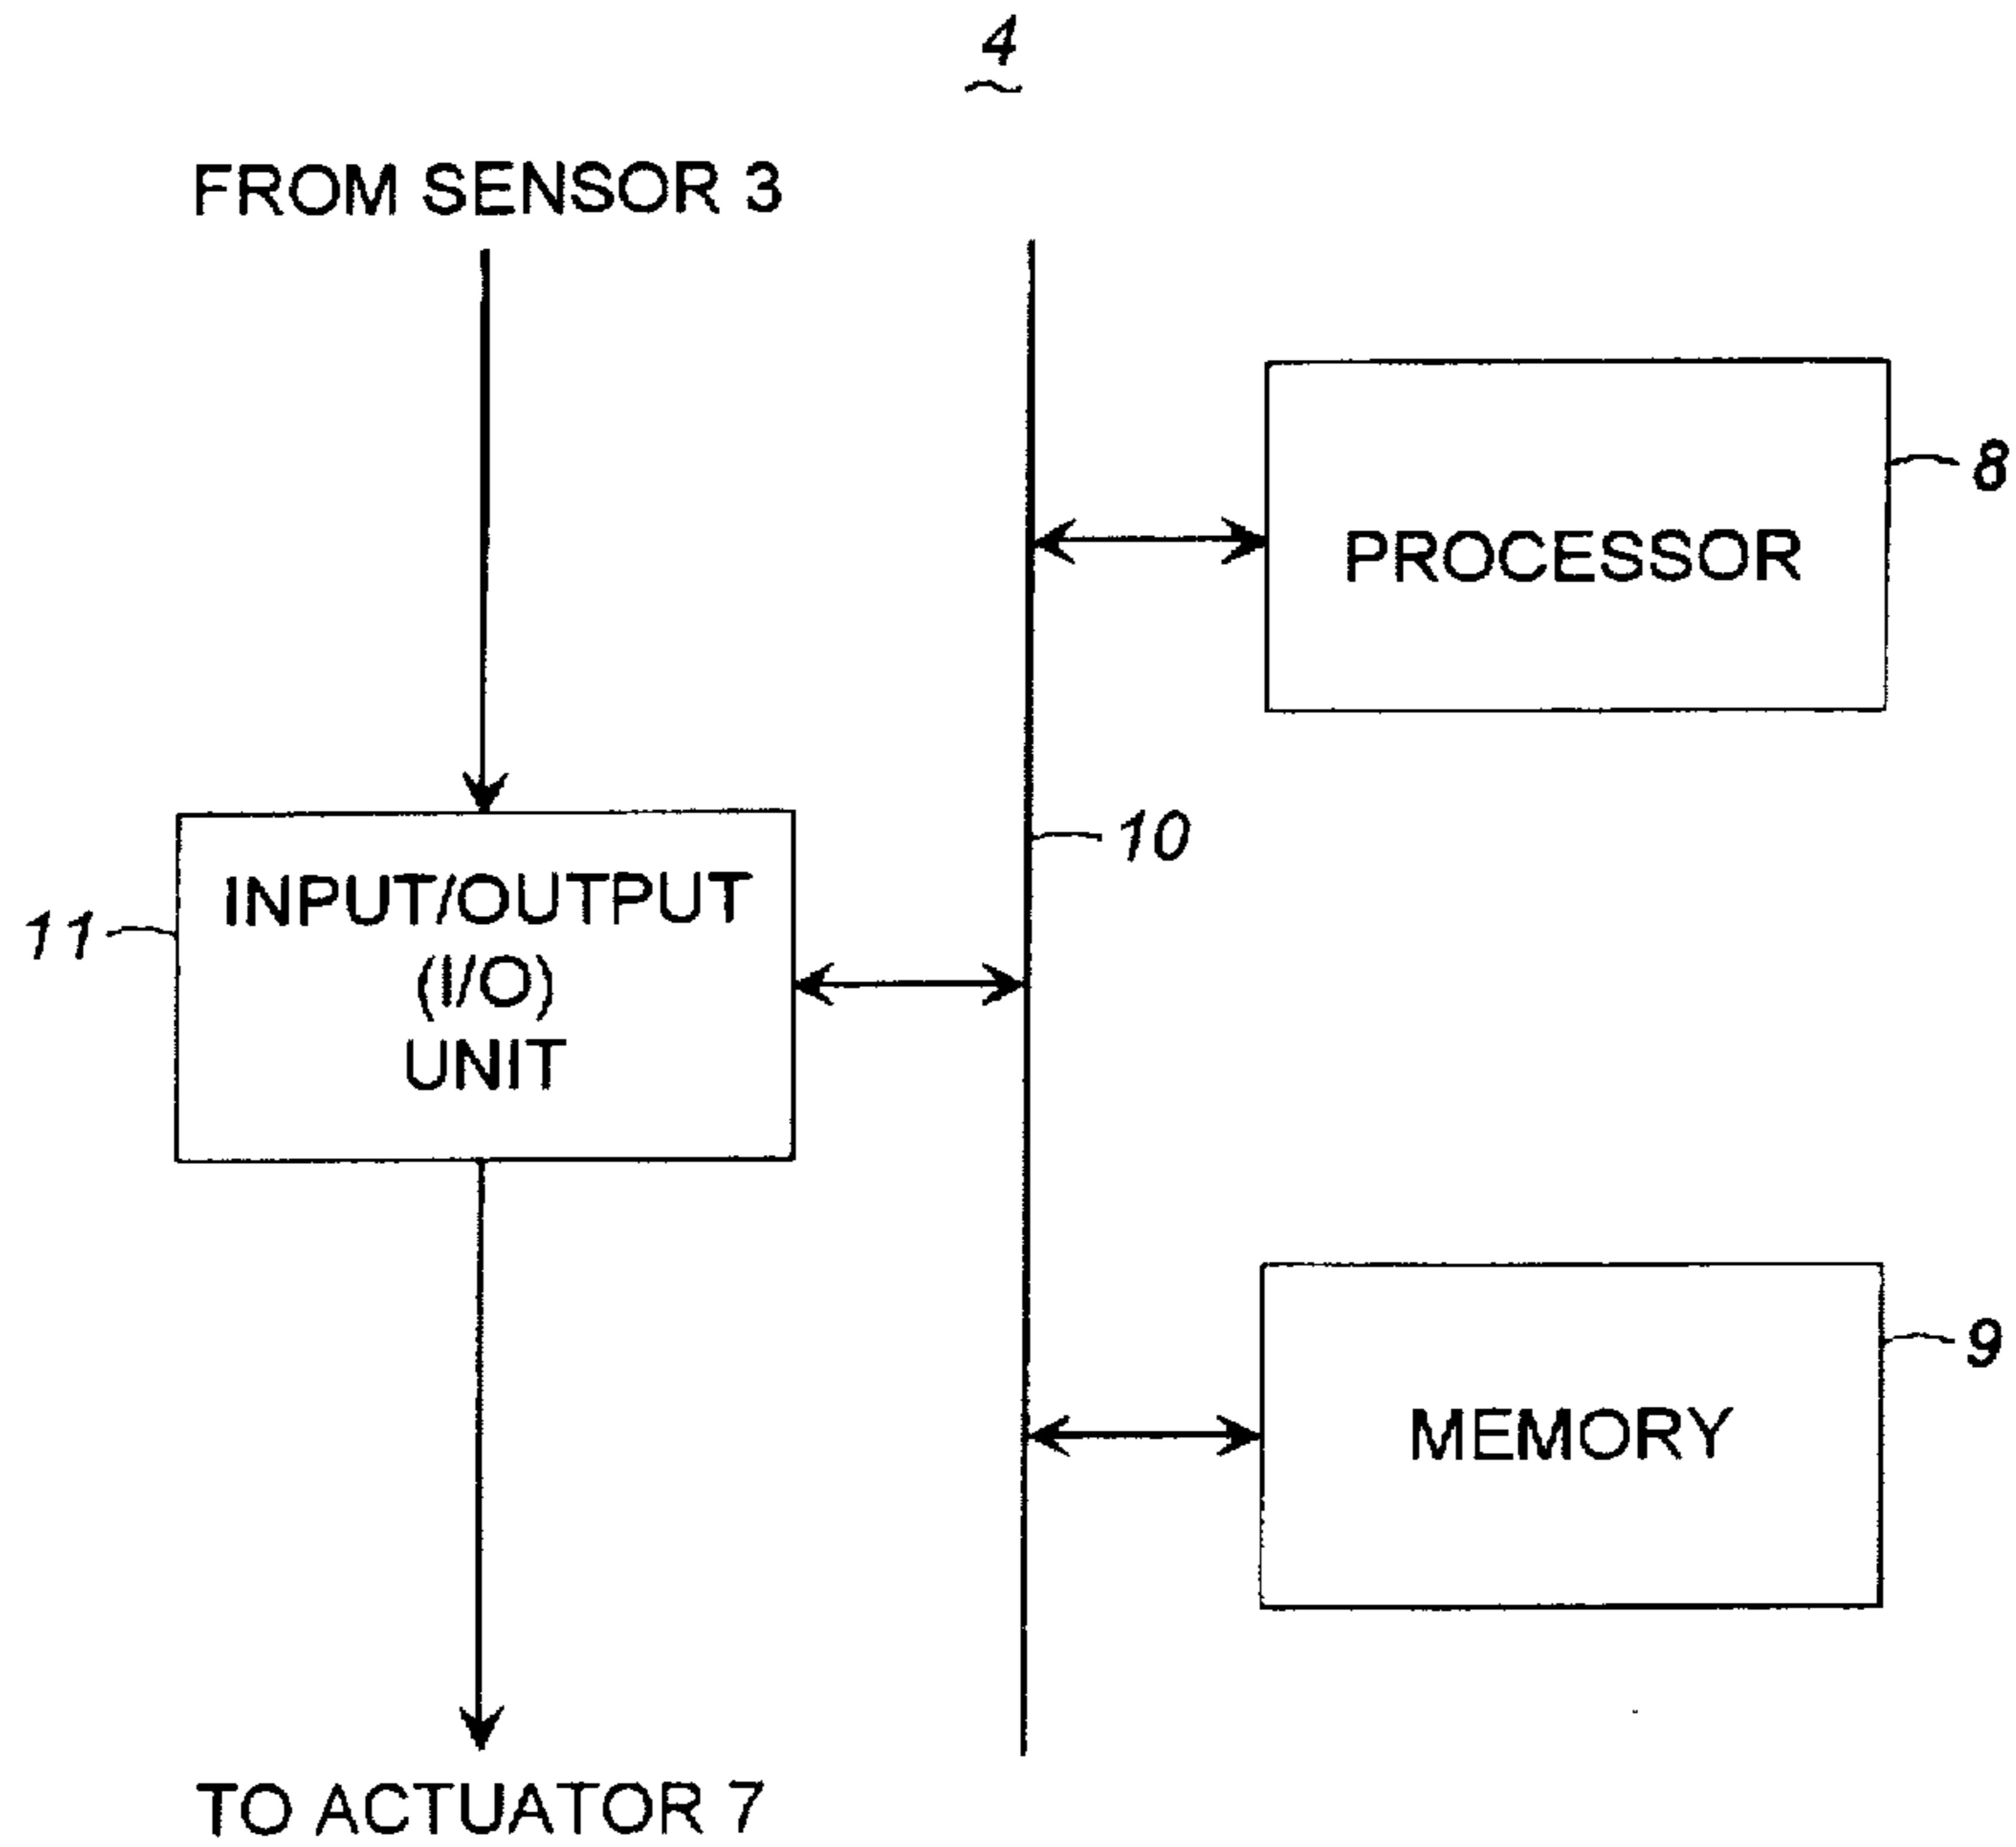 4
FROM SENSOR 3
8
PROCESSOR
10
11
INPUT/OUTPUT
(I/O)
UNIT
9
MEMORY
TO ACTUATOR 7